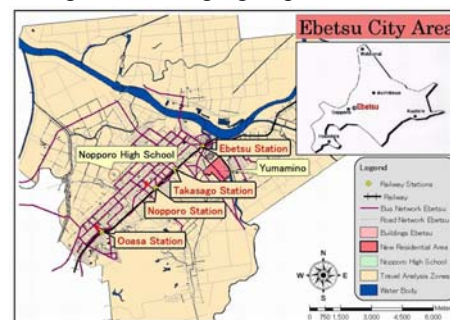 Ebetsu City Area
Ebetsu
Ebetsu Station
Nopporo High School
Yumamino
Takasago Station
Nopporo Station
Ooasa Station
Legend
Railway Stations
Railway
Bus Network Ebetsu
Road Network Ebetsu
Buildings Ebetsu
New Residential Area
Nopporo High School
Travel Analysis Zones
Water Body
N
W
E
S
0 750 1,500 3,000 4,500 6,000